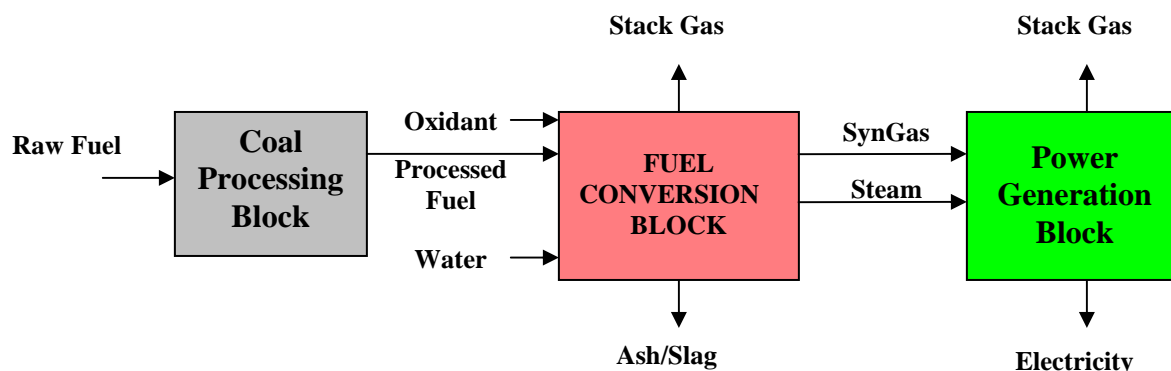 Stack Gas
Stack Gas
Raw Fuel
Coal
Processing
Block
Oxidant
Processed
Fuel
Water
FUEL
CONVERSION
BLOCK
SynGas
Steam
Power
Generation
Block
Ash/Slag
Electricity